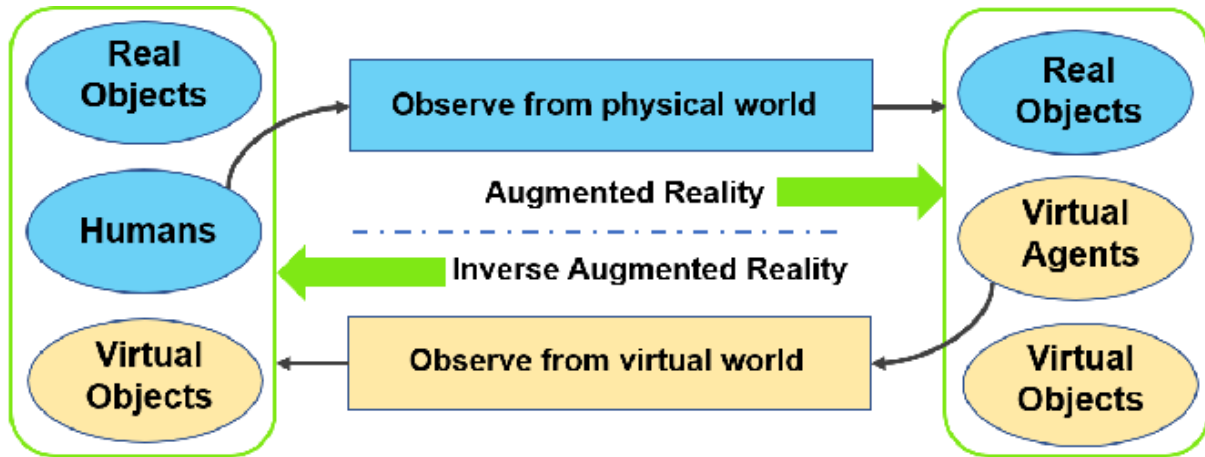 Real
Objects
Humans
Virtual
Objects
Observe from physical world
Augmented Reality
Inverse Augmented Reality
Observe from virtual world
Real
Objects
Virtual
Agents
Virtual
Objects